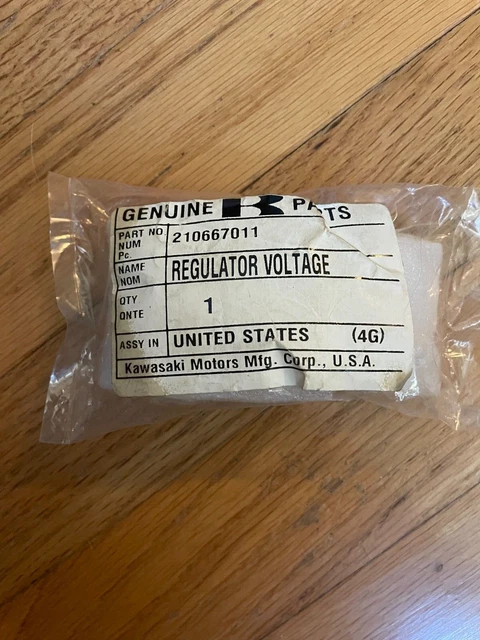 GENUINE K PARTS
PART NO.
NUM
Pc.
210667011
NAME
NOM
REGULATOR VOLTAGE
QTY
QNTE
1
ASSY IN
UNITED STATES (4G)
Kawasaki Motors Mfg. Corp., U.S.A.